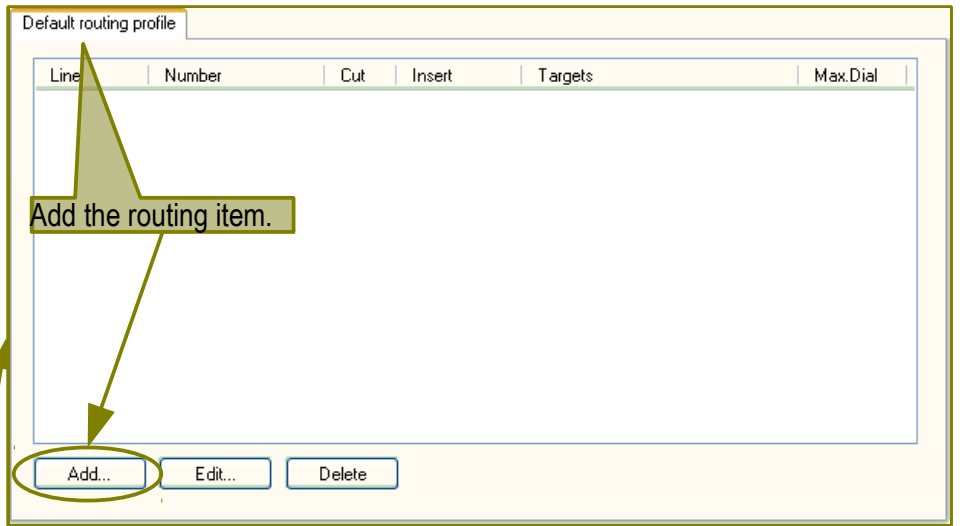 Default routing profile
Line Number Cut Insert Targets Max.Dial
Add the routing item.
Add... Edit... Delete